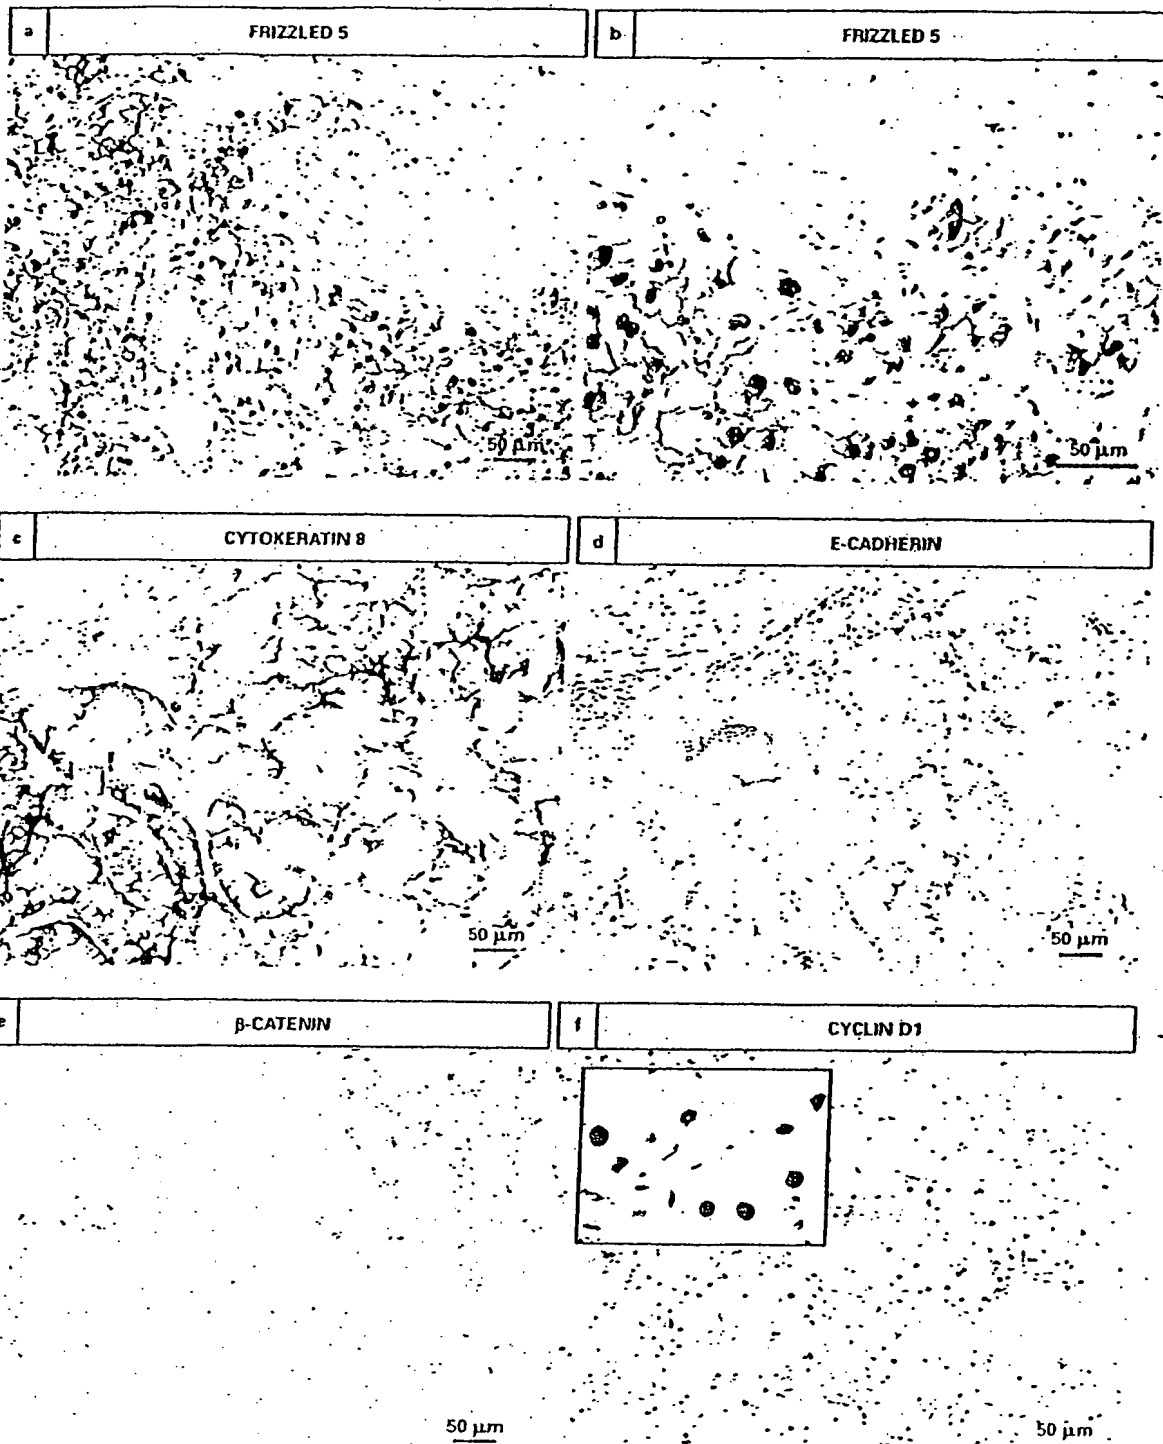 a FRIZZLED 5
b FRIZZLED 5
50 µm
50 µm
c CYTOKERATIN 8
d E-CADHERIN
50 µm
50 µm
e β-CATENIN
f CYCLIN D1
50 µm
50 µm